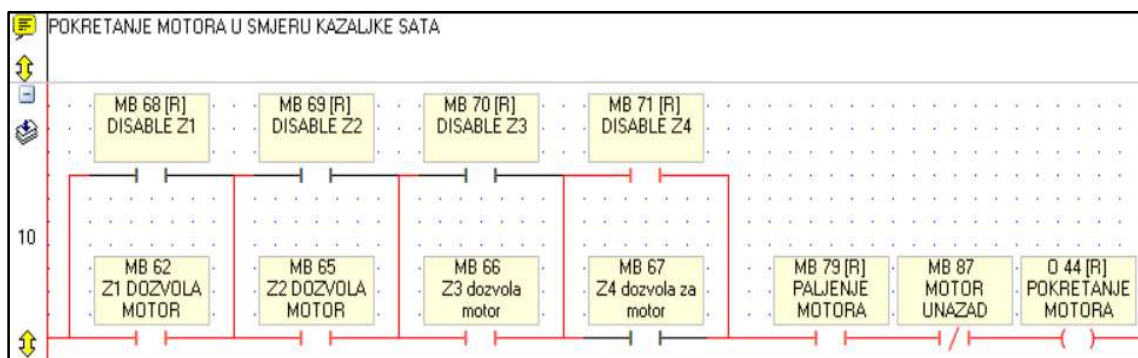 POKRETANJE MOTORA U SMJERU KAZALJKE SATA
MB 68 [R]
DISABLE Z1
MB 69 [R]
DISABLE Z2
MB 70 [R]
DISABLE Z3
MB 71 [R]
DISABLE Z4
10
MB 62
Z1 DOZVOLA
MOTOR
MB 65
Z2 DOZVOLA
MOTOR
MB 66
Z3 dozvola
motor
MB 67
Z4 dozvola za
motor
MB 79 [R]
PALJENJE
MOTORA
MB 87
MOTOR
UNAZAD
O 44 [R]
POKRETANJE
MOTORA